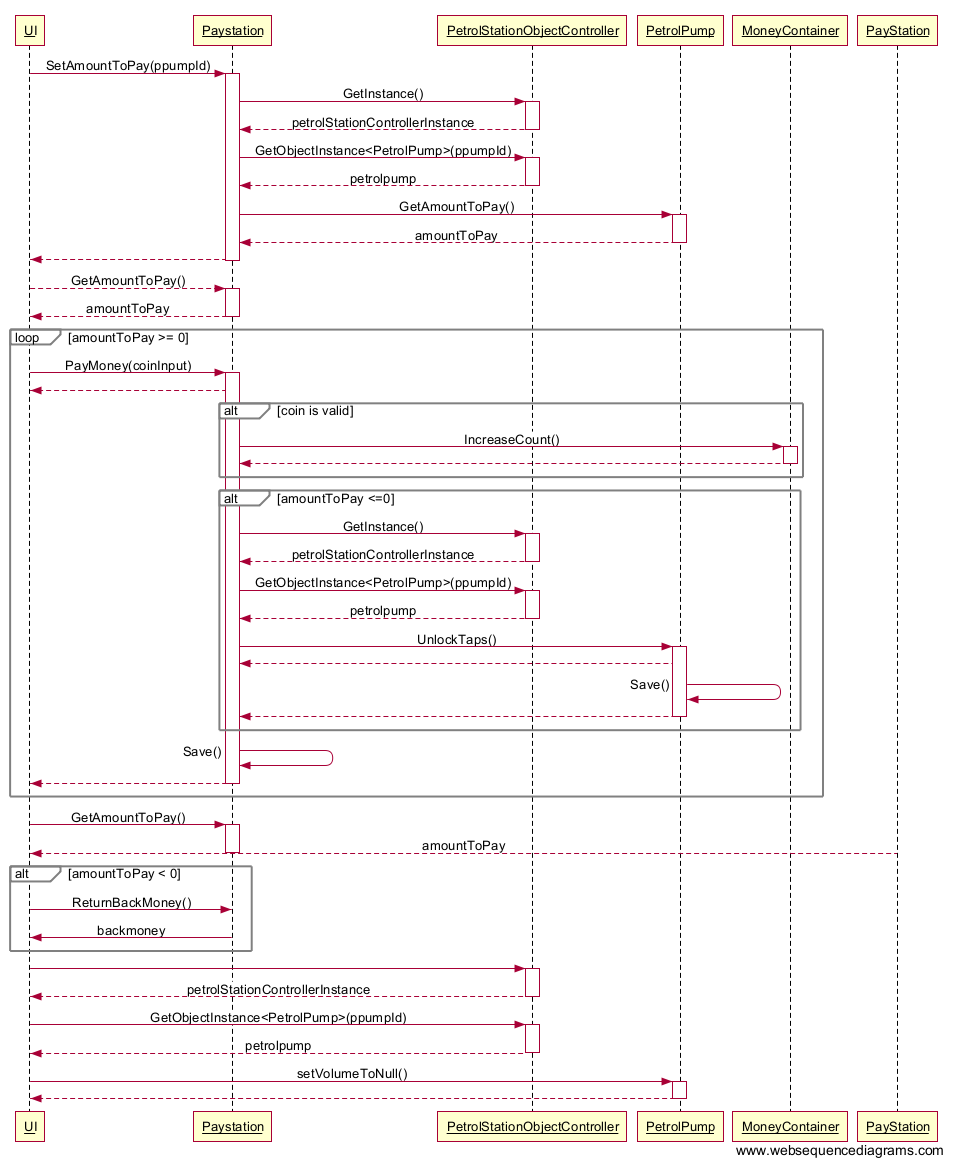 UI Paystation PetrolStationObjectController PetrolPump MoneyContainer PayStation
SetAmountToPay(ppumpId)
GetInstance()
petrolStationControllerInstance
GetObjectInstance<PetrolPump>(ppumpId)
petrolpump
GetAmountToPay()
amountToPay
GetAmountToPay()
amountToPay
loop [amountToPay >= 0]
PayMoney(coinInput)
alt [coin is valid]
IncreaseCount()
alt [amountToPay <=0]
GetInstance()
petrolStationControllerInstance
GetObjectInstance<PetrolPump>(ppumpId)
petrolpump
UnlockTaps()
Save()
Save()
GetAmountToPay()
amountToPay
alt [amountToPay < 0]
ReturnBackMoney()
backmoney
petrolStationControllerInstance
GetObjectInstance<PetrolPump>(ppumpId)
petrolpump
setVolumeToNull()
UI Paystation PetrolStationObjectController PetrolPump MoneyContainer PayStation
www.websequencediagrams.com